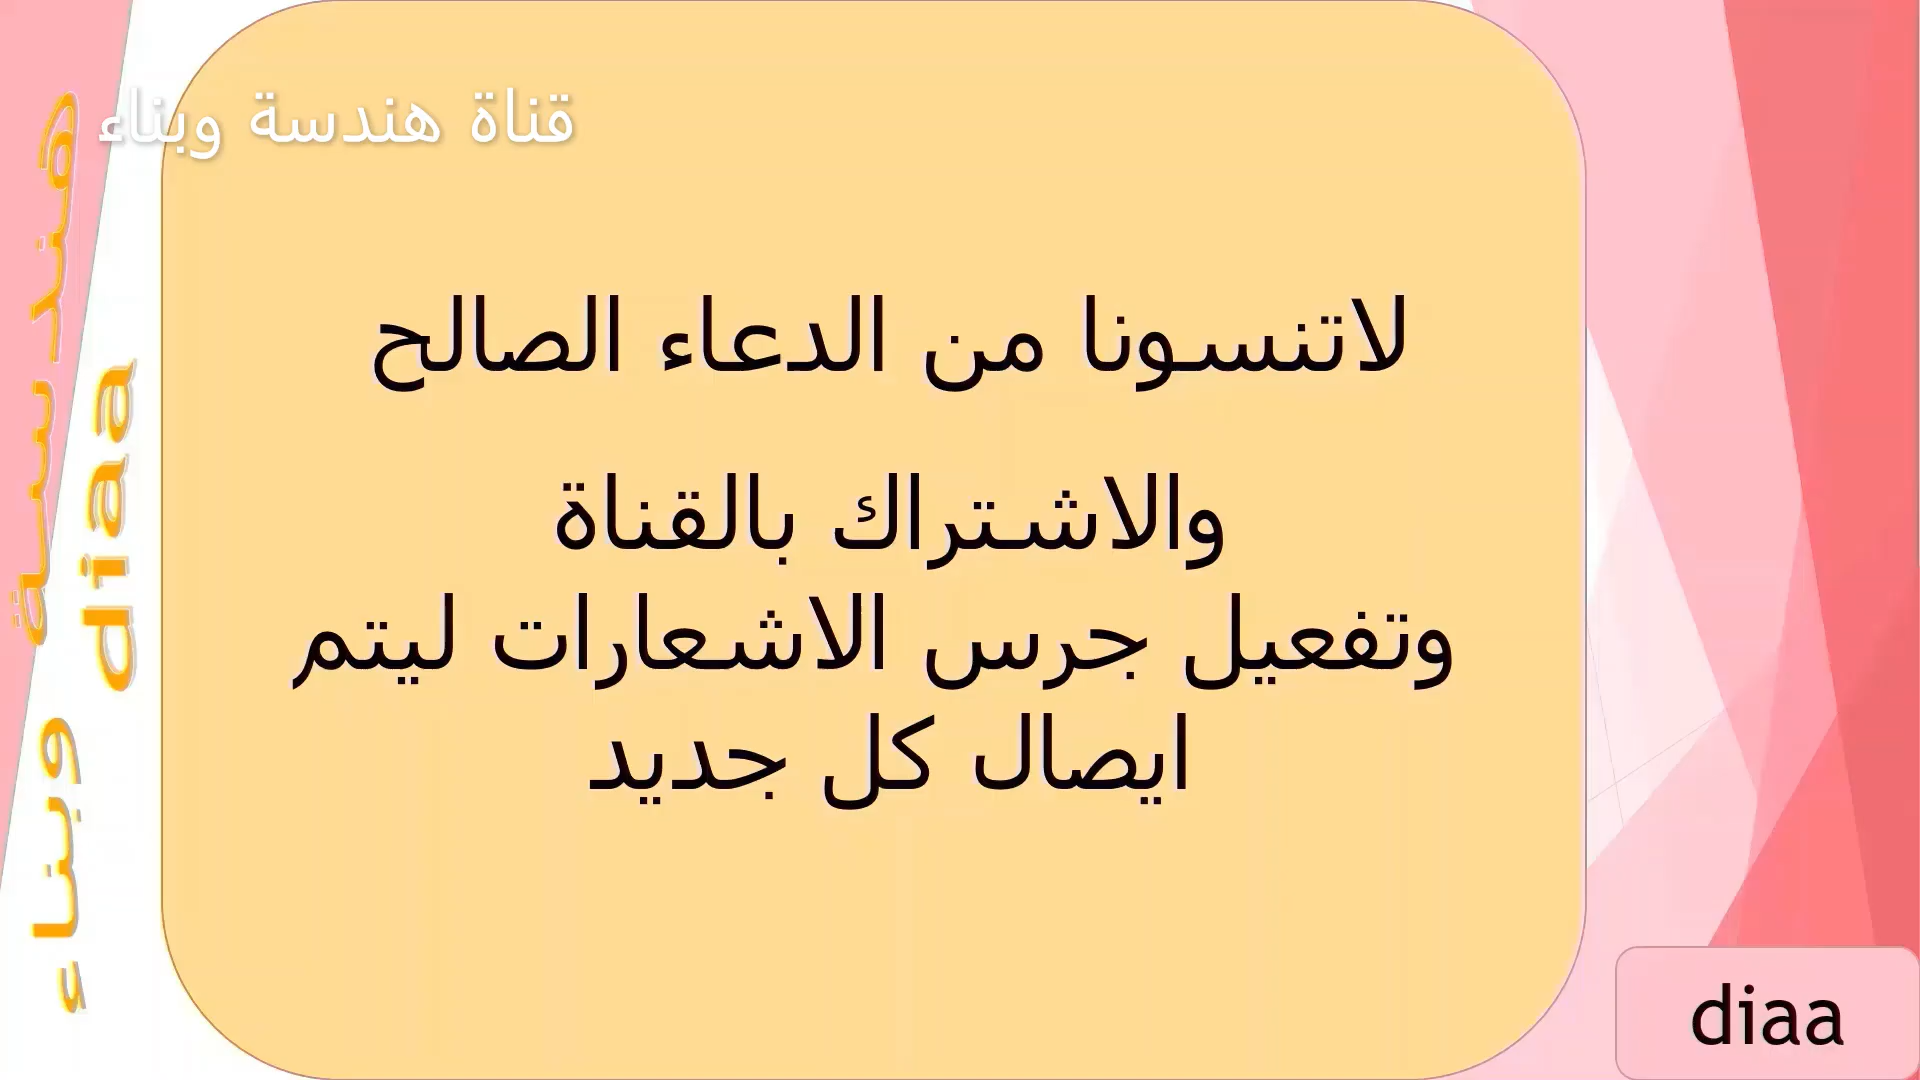 قناة هندسة وبناء
لاتنسونا من الدعاء الصالح
والاشتراك بالقناة
وتفعيل جرس الاشعارات ليتم
ايصال كل جديد
هندسة وبناء
diaa
diaa